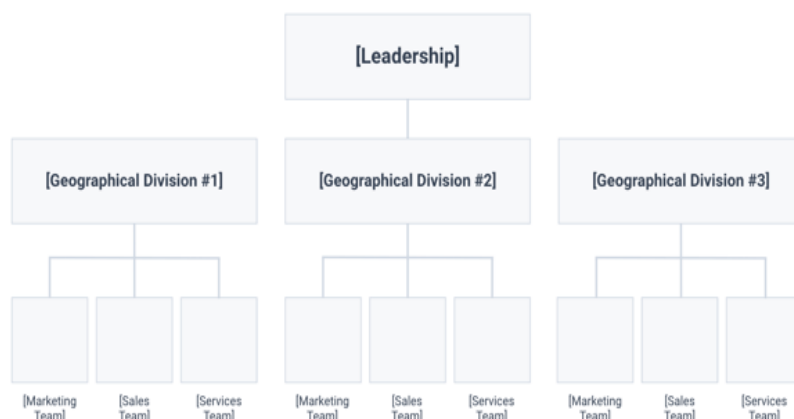 [Leadership]
[Geographical Division #1] [Geographical Division #2] [Geographical Division #3]
[Marketing [Sales [Services [Marketing [Sales [Services [Marketing [Sales [Services
Team] Team] Team] Team] Team] Team] Team] Team] Team]